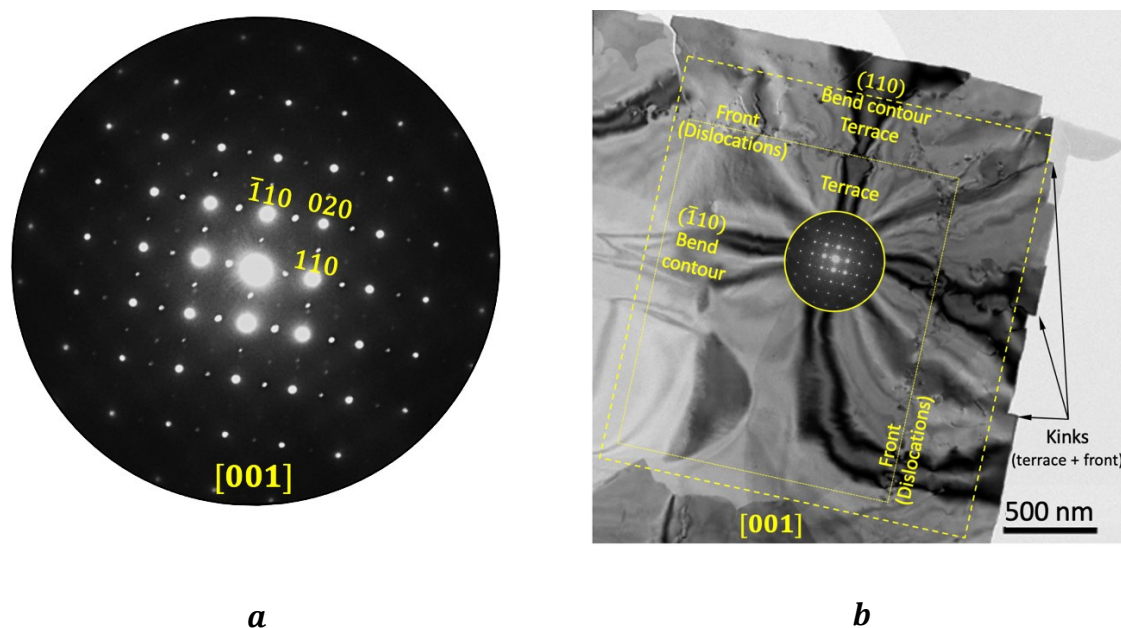 1̅10 020
110
[001]
a
(110)
Bend contour
Terrace
Front
(Dislocations)
Terrace
(1̅10)
Bend
contour
Front
(Dislocations)
Kinks
(terrace + front)
[001]
500 nm
b